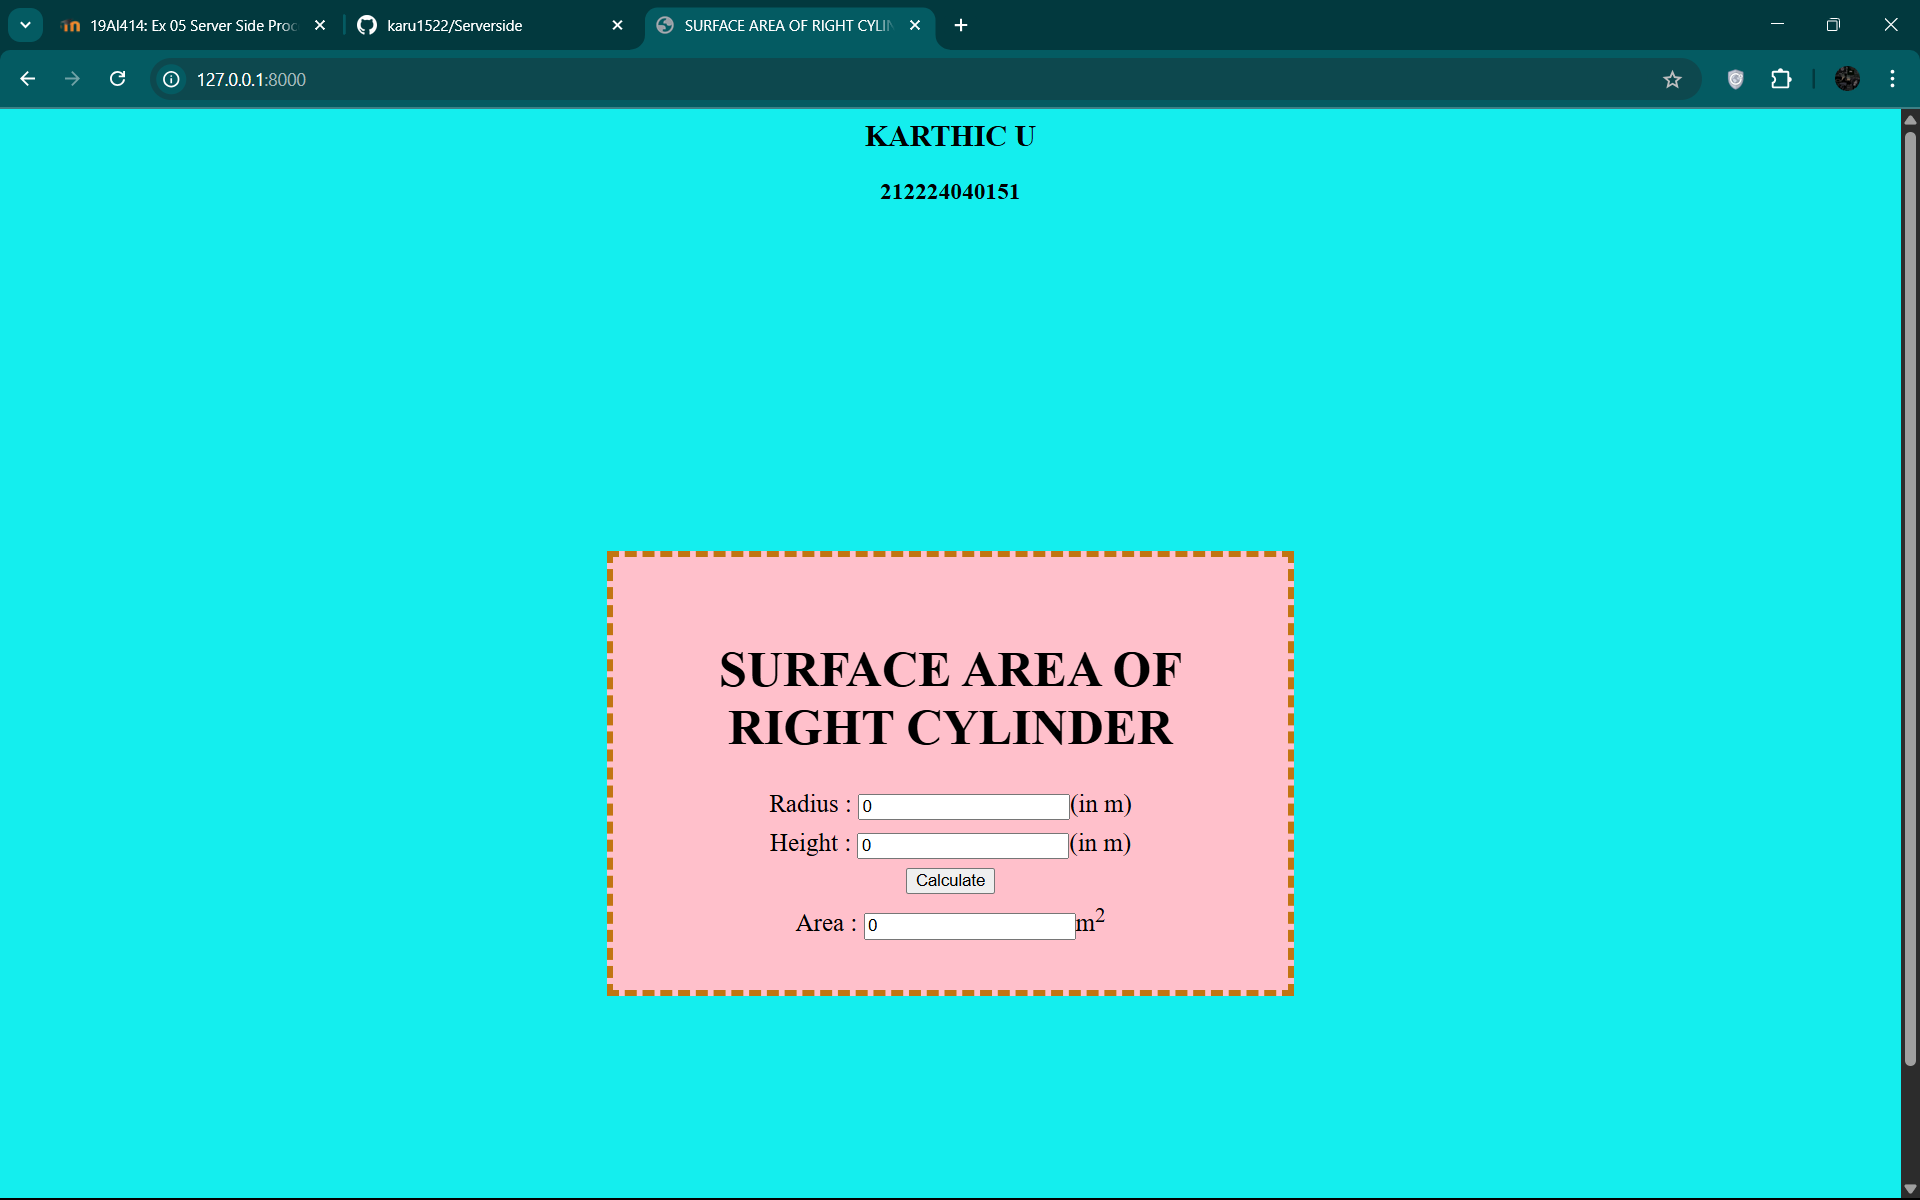 19AI414: Ex 05 Server Side Proc
karu1522/Serverside
SURFACE AREA OF RIGHT CYLIN
127.0.0.1:8000
KARTHIC U
212224040151
SURFACE AREA OF
RIGHT CYLINDER
Radius : 0 (in m)
Height : 0 (in m)
Calculate
Area : 0 m²